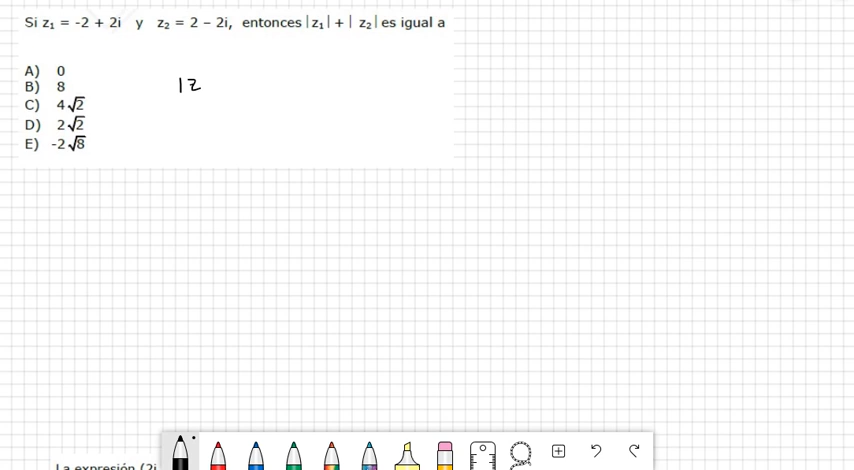 Si z₁ = -2 + 2i y z₂ = 2 – 2i, entonces |z₁| + | z₂| es igual a
A) 0
B) 8
|z
C) 4√2
D) 2√2
E) -2√8
La expresión (2i